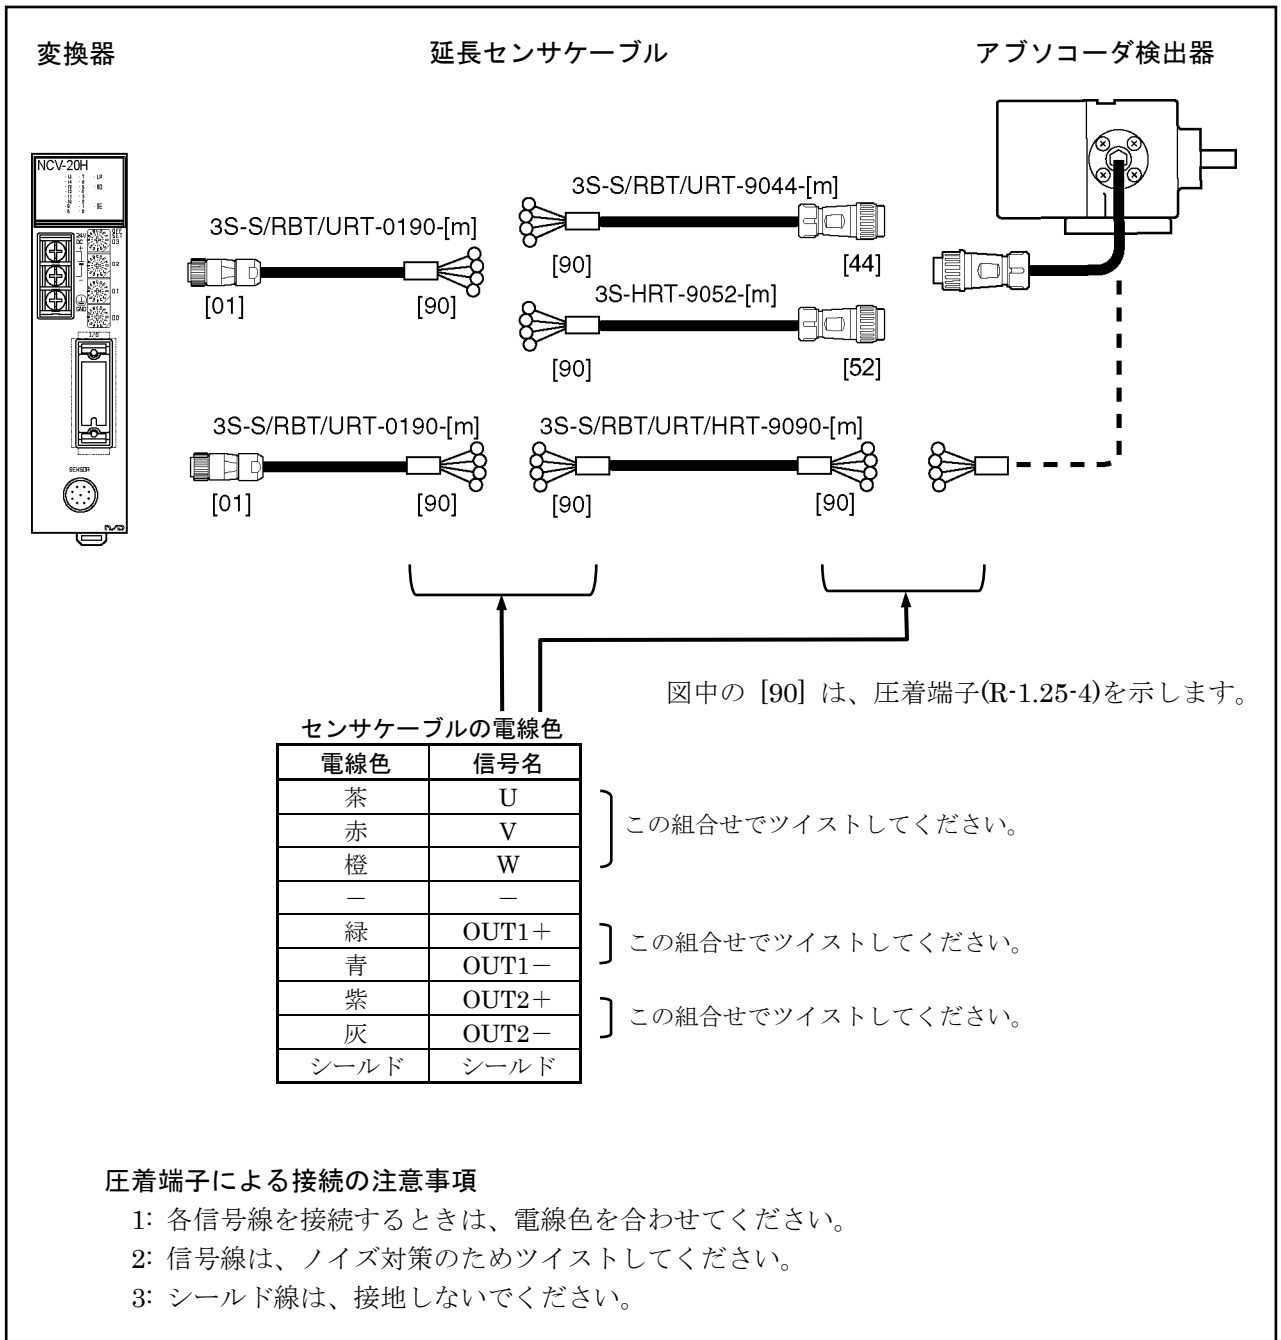 変換器
延長センサケーブル
アブソコーダ検出器
NCV-20H
3S-S/RBT/URT-0190-[m]
[01]
[90]
3S-S/RBT/URT-9044-[m]
[90]
[44]
3S-HRT-9052-[m]
[90]
[52]
3S-S/RBT/URT-0190-[m]
[01]
[90]
3S-S/RBT/URT/HRT-9090-[m]
[90]
[90]
SENSOR
図中の [90] は、圧着端子(R-1.25-4)を示します。
センサケーブルの電線色
電線色 信号名
茶 U
赤 V
橙 W
この組合せでツイストしてください。
－ －
緑 OUT1＋
青 OUT1－
この組合せでツイストしてください。
紫 OUT2＋
灰 OUT2－
この組合せでツイストしてください。
シールド シールド
圧着端子による接続の注意事項
1: 各信号線を接続するときは、電線色を合わせてください。
2: 信号線は、ノイズ対策のためツイストしてください。
3: シールド線は、接地しないでください。